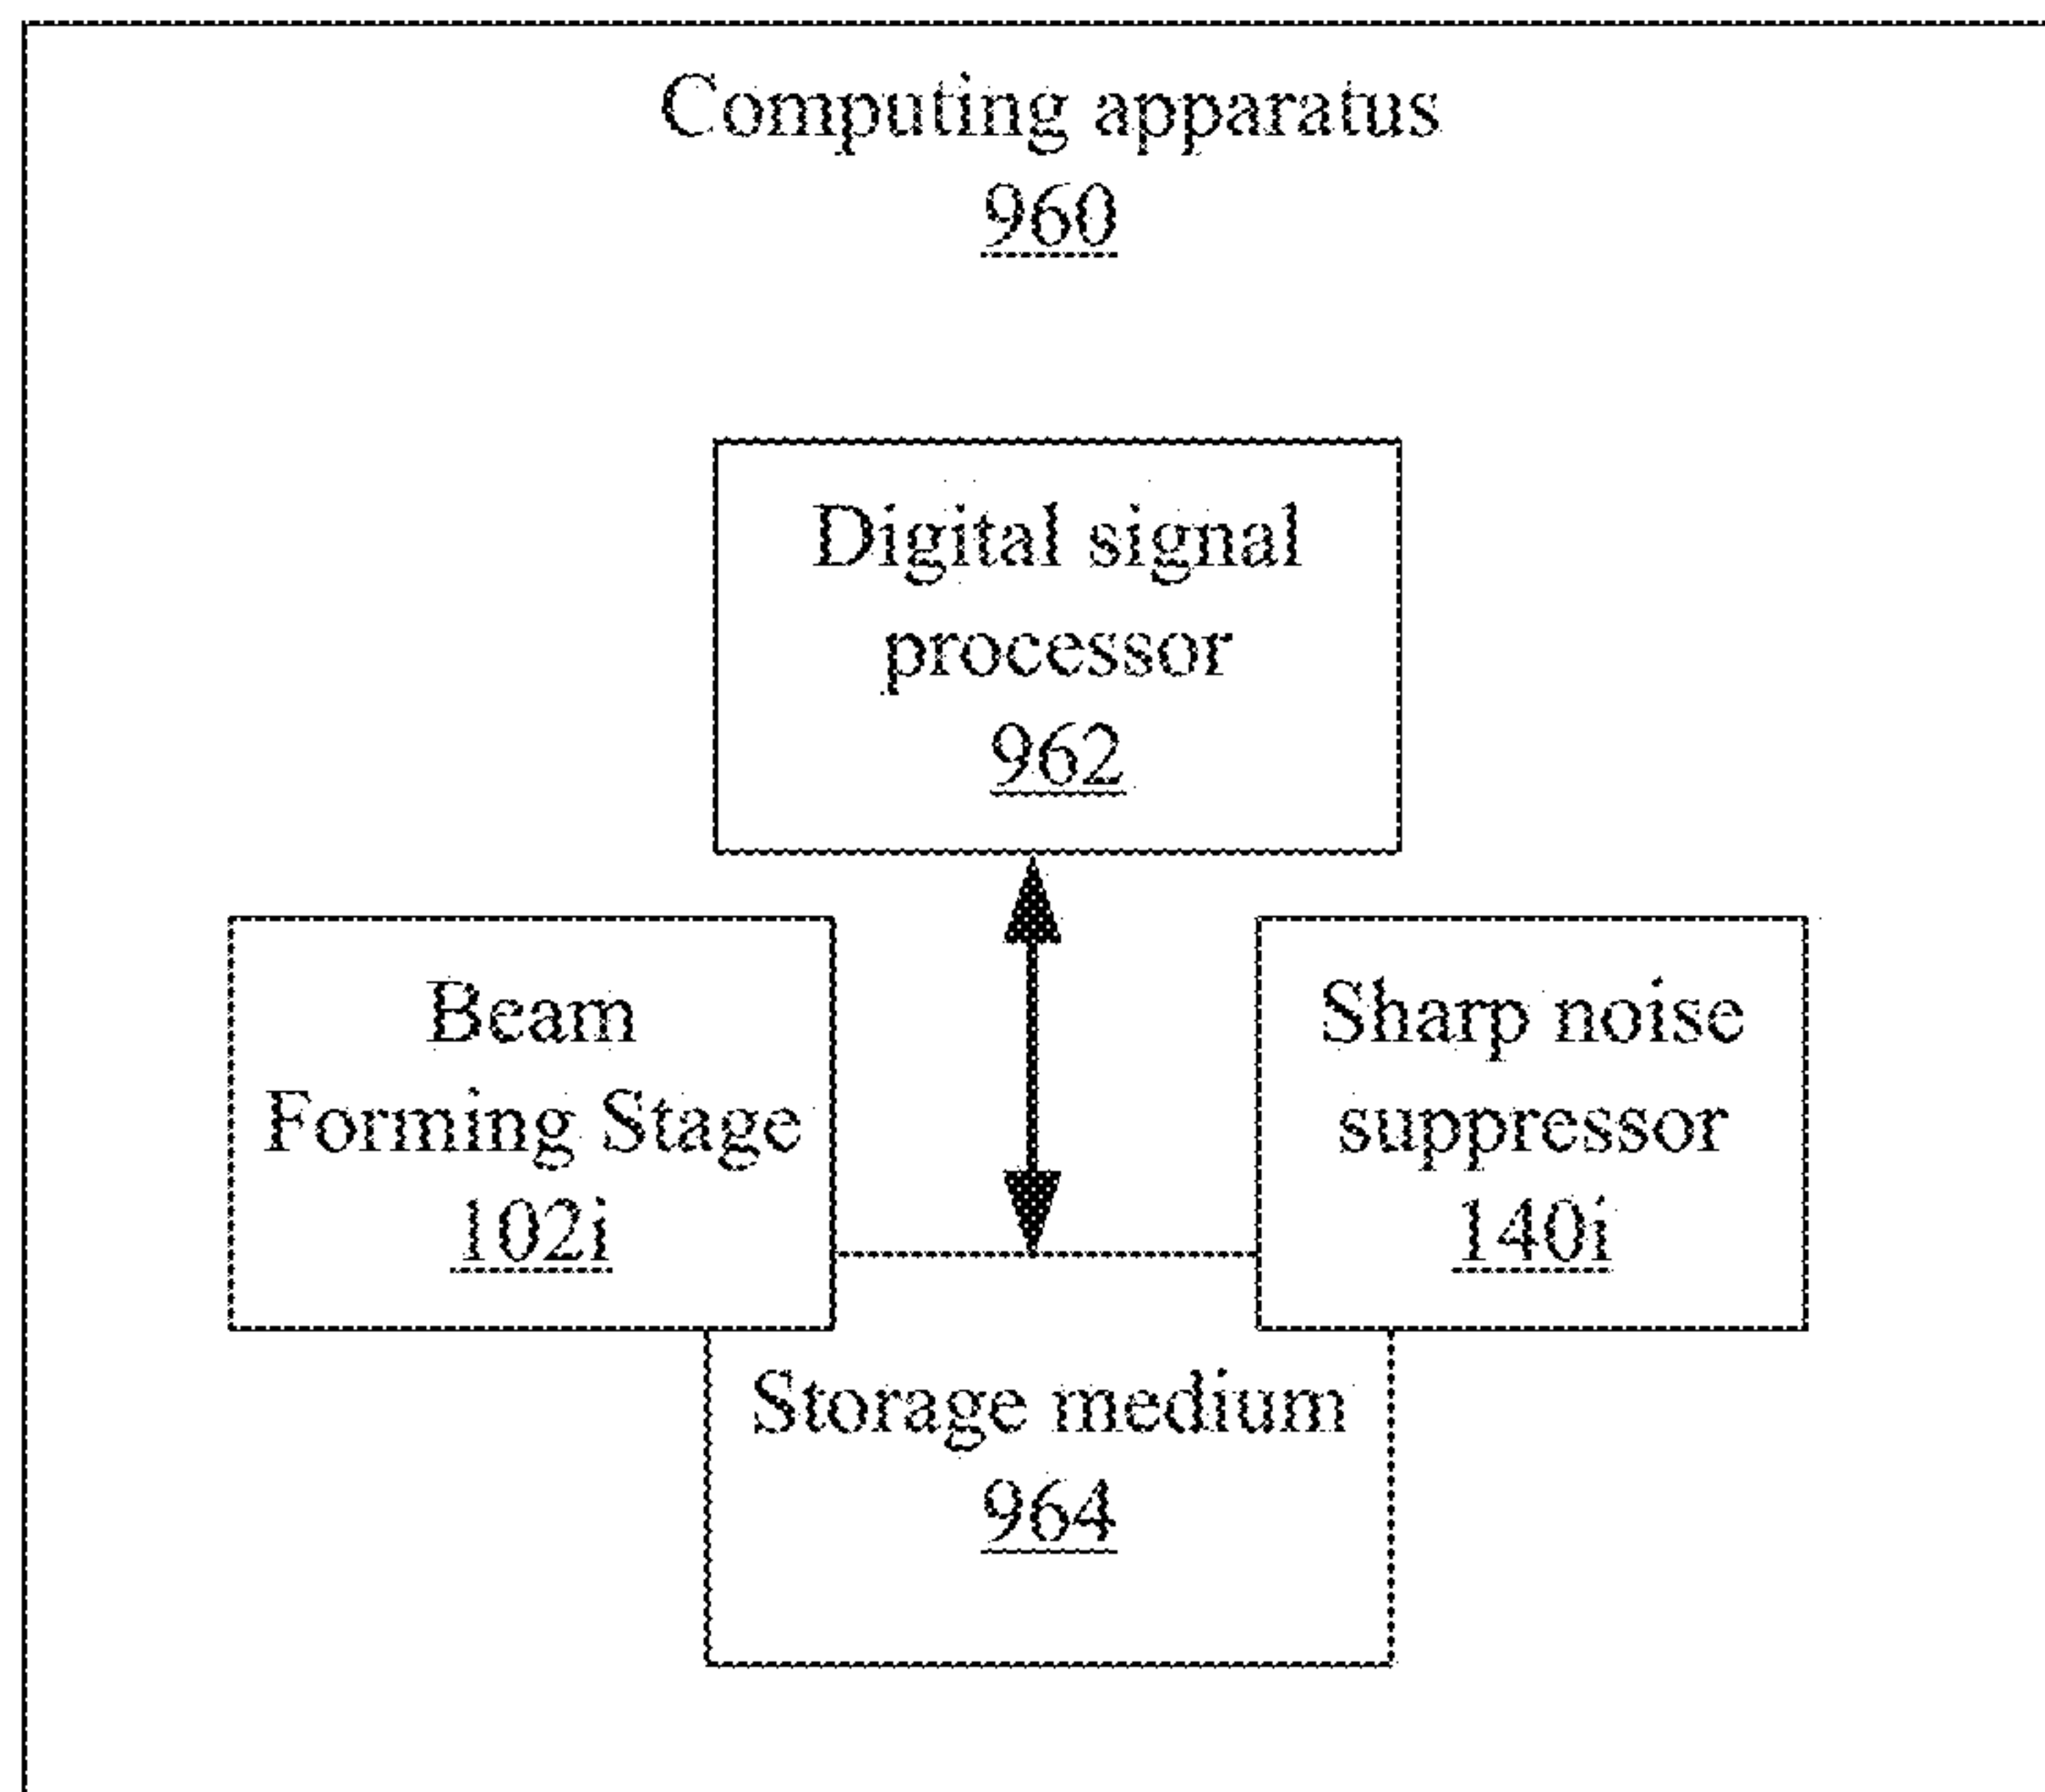 Computing apparatus
960
Digital signal
processor
962
Beam
Forming Stage
102i
Sharp noise
suppressor
140i
Storage medium
964